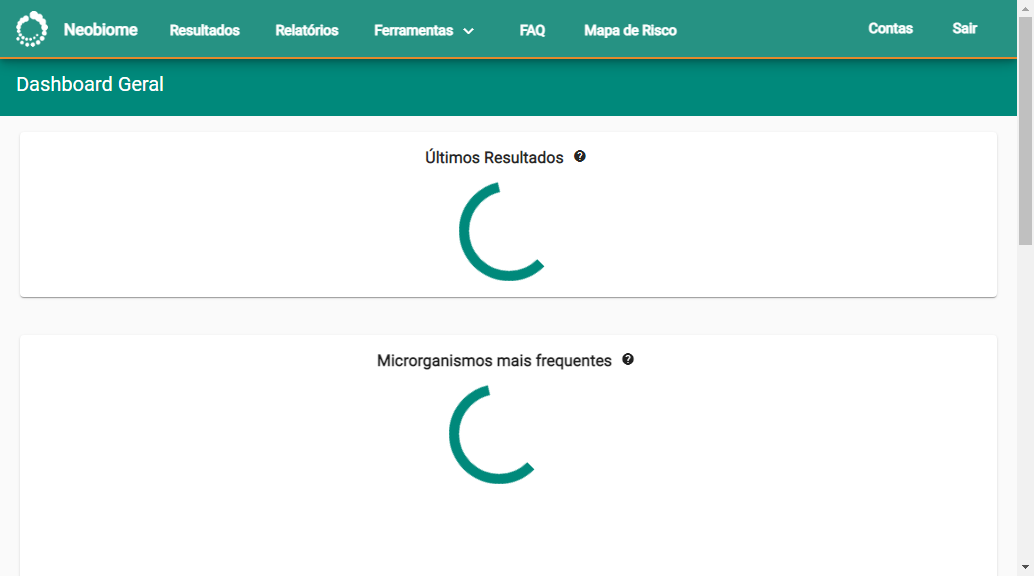 Neobiome Resultados Relatórios Ferramentas FAQ Mapa de Risco Contas Sair
Dashboard Geral
Últimos Resultados ?
Microrganismos mais frequentes ?